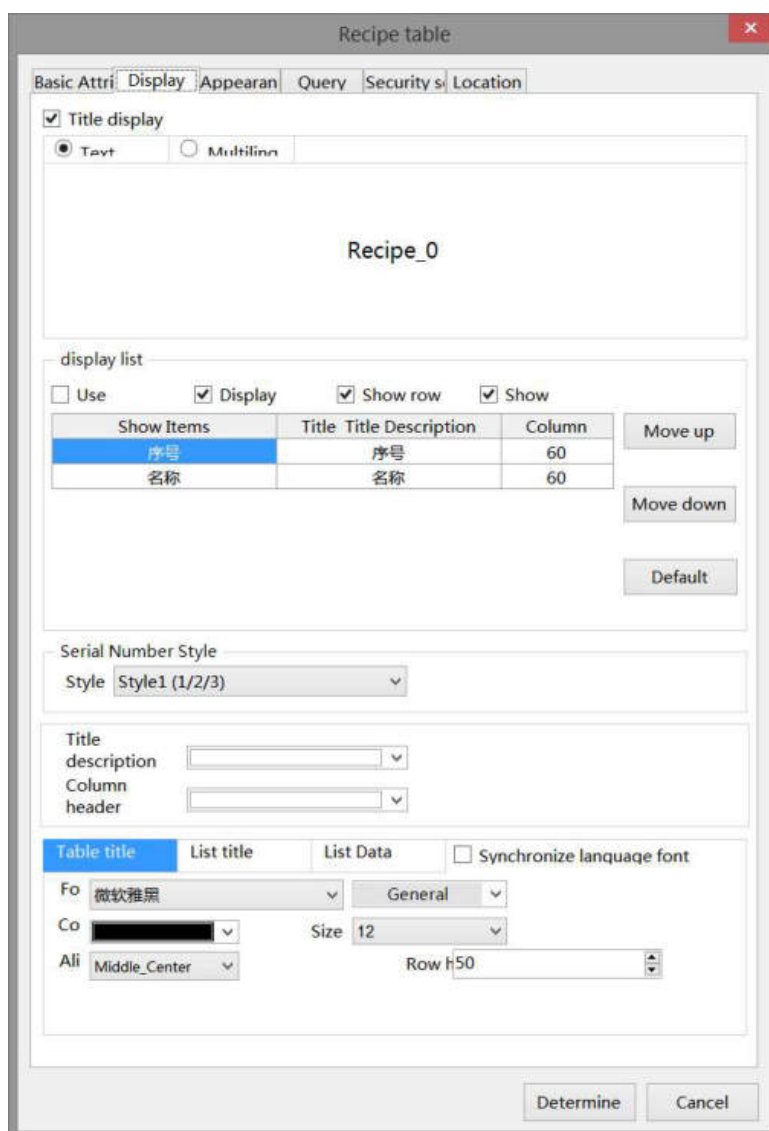 Recipe table
Basic Attri Display Appearan Query Security s Location
Title display
Text Multiling
Recipe_0
display list
Use Display Show row Show
Show Items Title Title Description Column
序号 序号 60
名称 名称 60
Move up
Move down
Default
Serial Number Style
Style Style1 (1/2/3)
Title
description
Column
header
Table title List title List Data Synchronize language font
Fo 微软雅黑 General
Co Size 12
Ali Middle_Center Row h 50
Determine Cancel